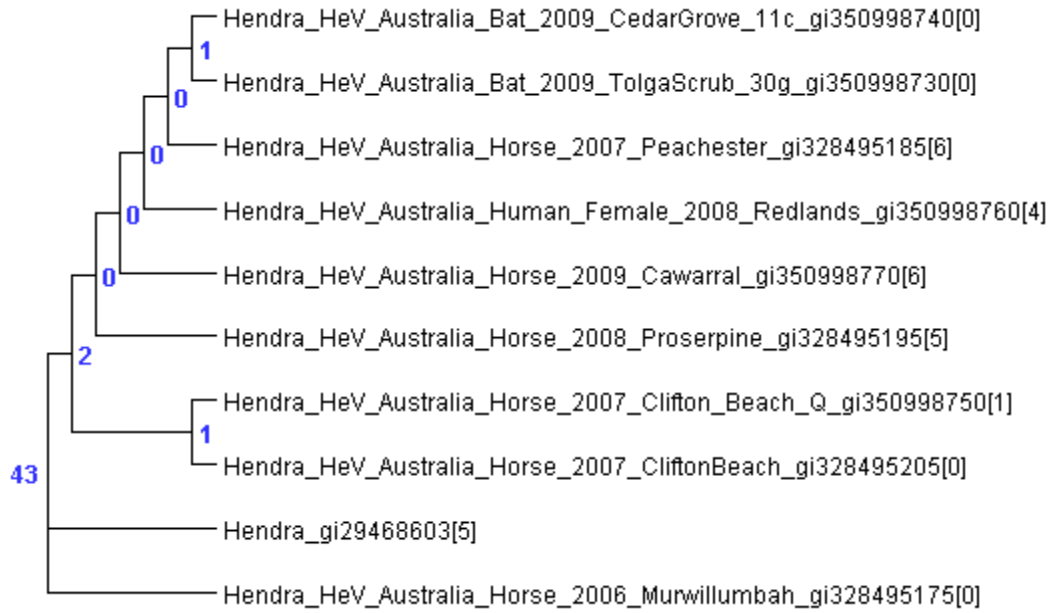 Hendra_HeV_Australia_Bat_2009_CedarGrove_11c_gi350998740[0]
1
Hendra_HeV_Australia_Bat_2009_TolgaScrub_30g_gi350998730[0]
0
Hendra_HeV_Australia_Horse_2007_Peachester_gi328495185[6]
0
Hendra_HeV_Australia_Human_Female_2008_Redlands_gi350998760[4]
0
Hendra_HeV_Australia_Horse_2009_Cawarral_gi350998770[6]
0
Hendra_HeV_Australia_Horse_2008_Proserpine_gi328495195[5]
2
Hendra_HeV_Australia_Horse_2007_Clifton_Beach_Q_gi350998750[1]
1
Hendra_HeV_Australia_Horse_2007_CliftonBeach_gi328495205[0]
43
Hendra_gi29468603[5]
Hendra_HeV_Australia_Horse_2006_Murwillumbah_gi328495175[0]